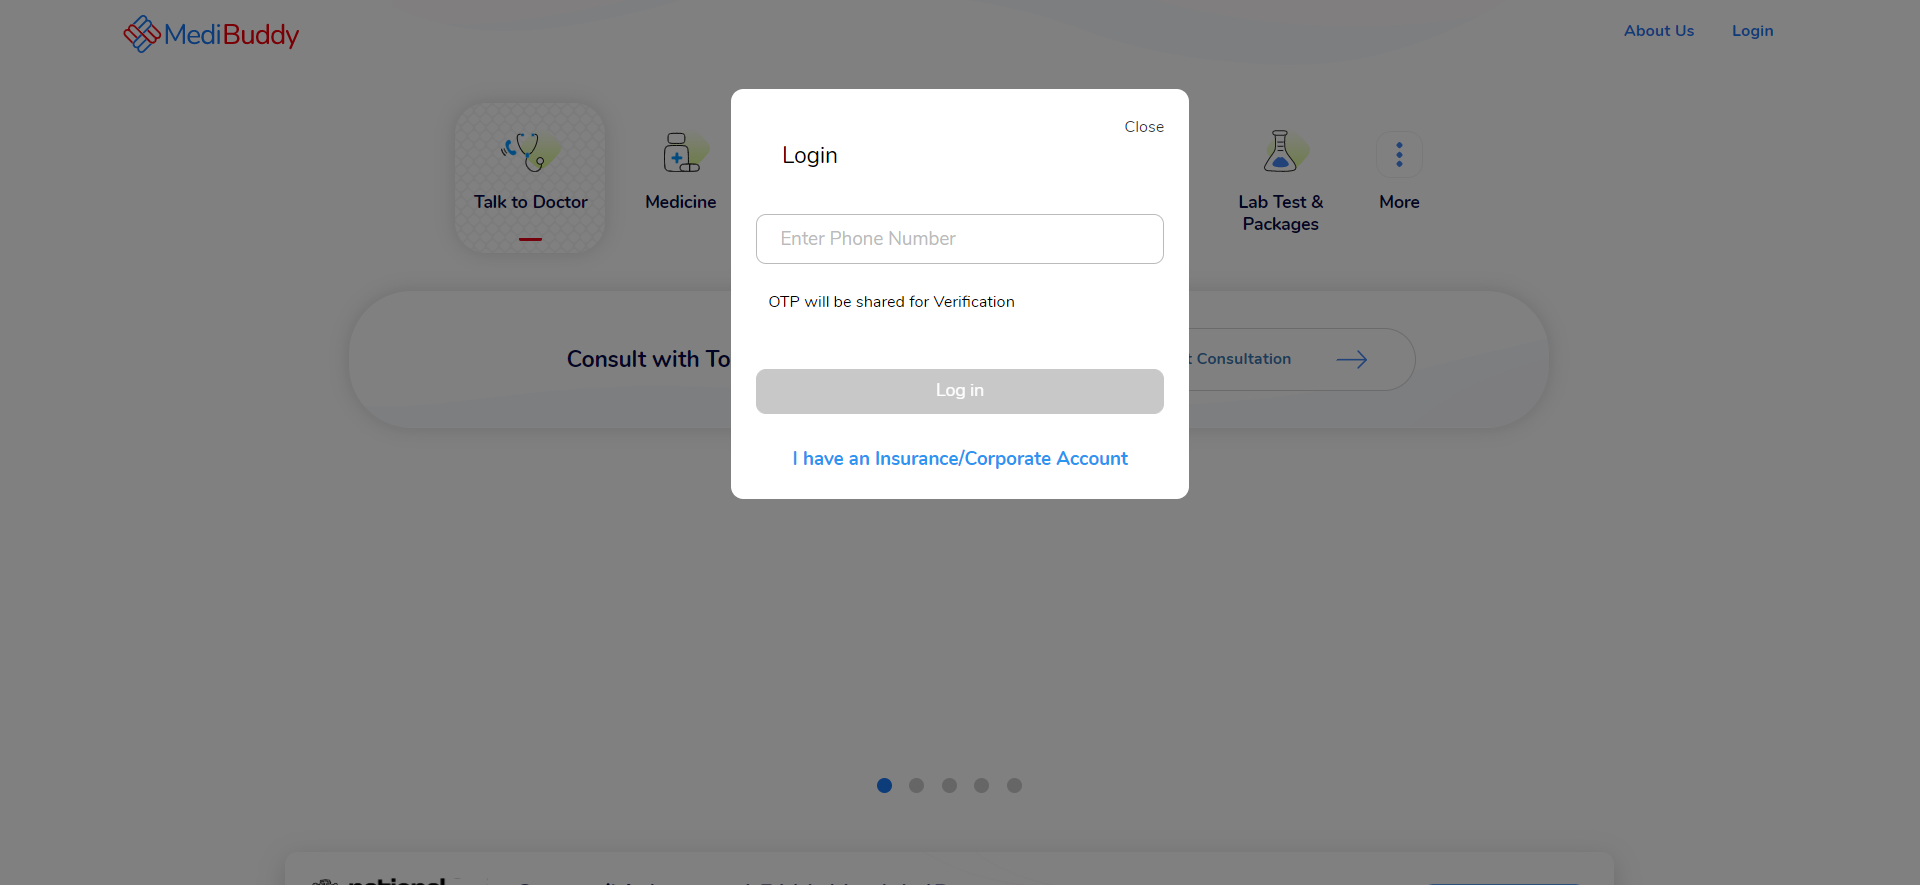 MediBuddy
About Us
Login
Close
Login
Talk to Doctor
Medicine
Lab Test &
Packages
More
Enter Phone Number
OTP will be shared for Verification
Consult with To
t Consultation
Log in
I have an Insurance/Corporate Account
national